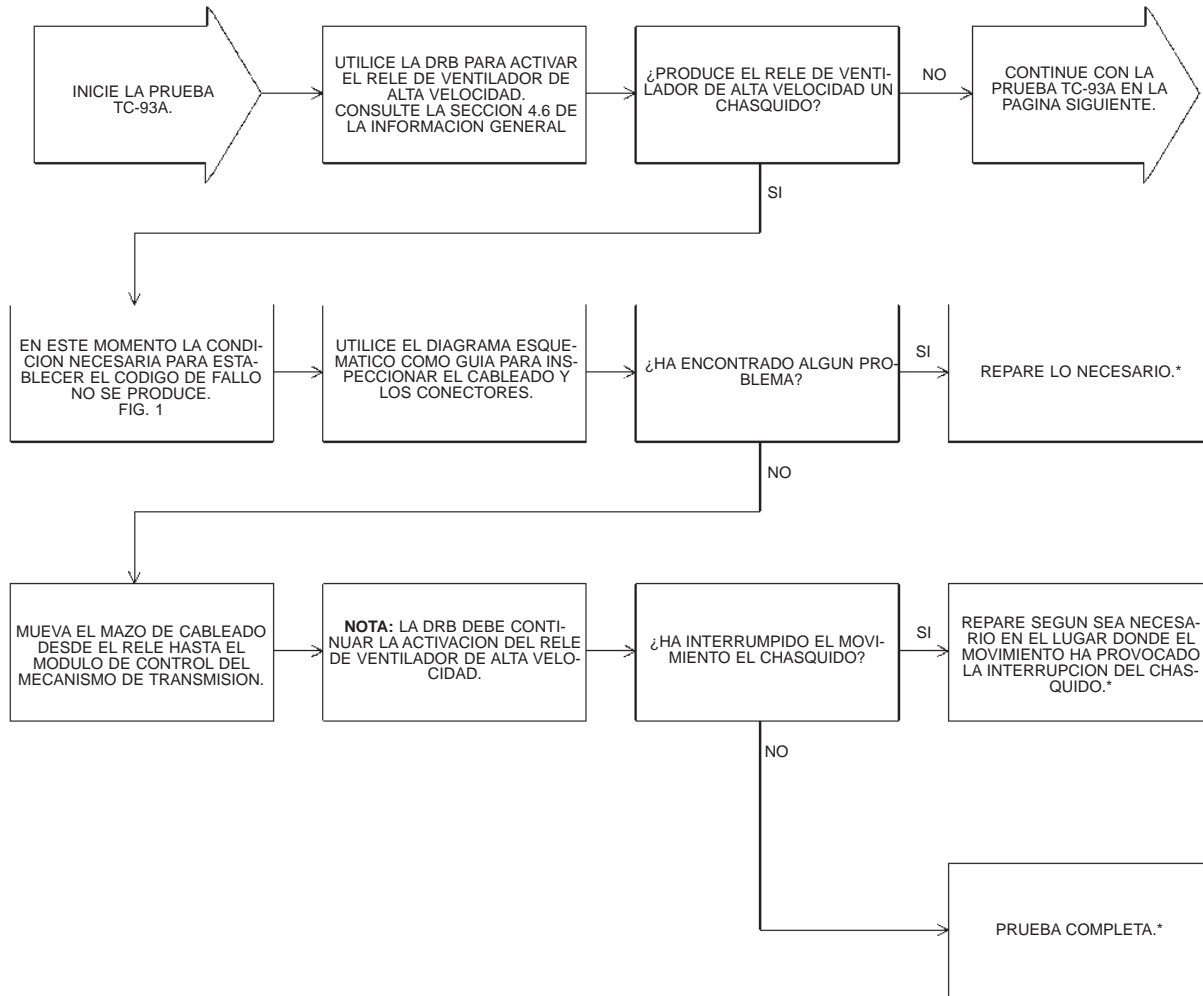 INICIE LA PRUEBA
TC-93A.
UTILICE LA DRB PARA ACTIVAR
EL RELE DE VENTILADOR DE
ALTA VELOCIDAD.
CONSULTE LA SECCION 4.6 DE
LA INFORMACION GENERAL
¿PRODUCE EL RELE DE VENTI-
LADOR DE ALTA VELOCIDAD UN
CHASQUIDO?
NO
CONTINUE CON LA
PRUEBA TC-93A EN LA
PAGINA SIGUIENTE.
SI
EN ESTE MOMENTO LA CONDI-
CION NECESARIA PARA ESTA-
BLECER EL CODIGO DE FALLO
NO SE PRODUCE.
FIG. 1
UTILICE EL DIAGRAMA ESQUE-
MATICO COMO GUIA PARA INS-
PECCIONAR EL CABLEADO Y
LOS CONECTORES.
¿HA ENCONTRADO ALGUN PRO-
BLEMA?
SI
REPARE LO NECESARIO.*
NO
MUEVA EL MAZO DE CABLEADO
DESDE EL RELE HASTA EL
MODULO DE CONTROL DEL
MECANISMO DE TRANSMISION.
NOTA: LA DRB DEBE CONTI-
NUAR LA ACTIVACION DEL RELE
DE VENTILADOR DE ALTA VELO-
CIDAD.
¿HA INTERRUMPIDO EL MOVI-
MIENTO EL CHASQUIDO?
SI
REPARE SEGUN SEA NECESA-
RIO EN EL LUGAR DONDE EL
MOVIMIENTO HA PROVOCADO
LA INTERRUPCION DEL CHAS-
QUIDO.*
NO
PRUEBA COMPLETA.*